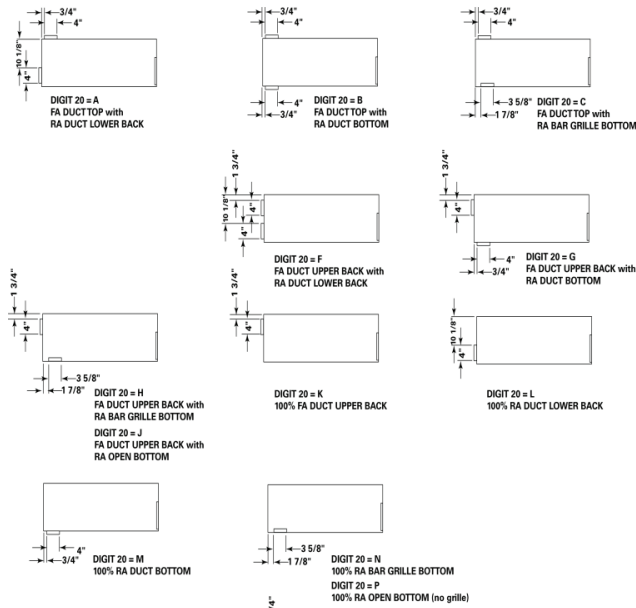 3/4"
4"
10 1/8"
4"
DIGIT 20 = A
FA DUCT TOP with
RA DUCT LOWER BACK
3/4"
4"
4"
3/4"
DIGIT 20 = B
FA DUCT TOP with
RA DUCT BOTTOM
3/4"
4"
3 5/8"
1 7/8"
DIGIT 20 = C
FA DUCT TOP with
RA BAR GRILLE BOTTOM
1 3/4"
10 1/8"
4"
4"
DIGIT 20 = F
FA DUCT UPPER BACK with
RA DUCT LOWER BACK
1 3/4"
4"
4"
3/4"
DIGIT 20 = G
FA DUCT UPPER BACK with
RA DUCT BOTTOM
1 3/4"
4"
3 5/8"
1 7/8"
DIGIT 20 = H
FA DUCT UPPER BACK with
RA BAR GRILLE BOTTOM
DIGIT 20 = J
FA DUCT UPPER BACK with
RA OPEN BOTTOM
1 3/4"
4"
DIGIT 20 = K
100% FA DUCT UPPER BACK
10 1/8"
4"
DIGIT 20 = L
100% RA DUCT LOWER BACK
4"
3/4"
DIGIT 20 = M
100% RA DUCT BOTTOM
3 5/8"
1 7/8"
DIGIT 20 = N
100% RA BAR GRILLE BOTTOM
DIGIT 20 = P
100% RA OPEN BOTTOM (no grille)